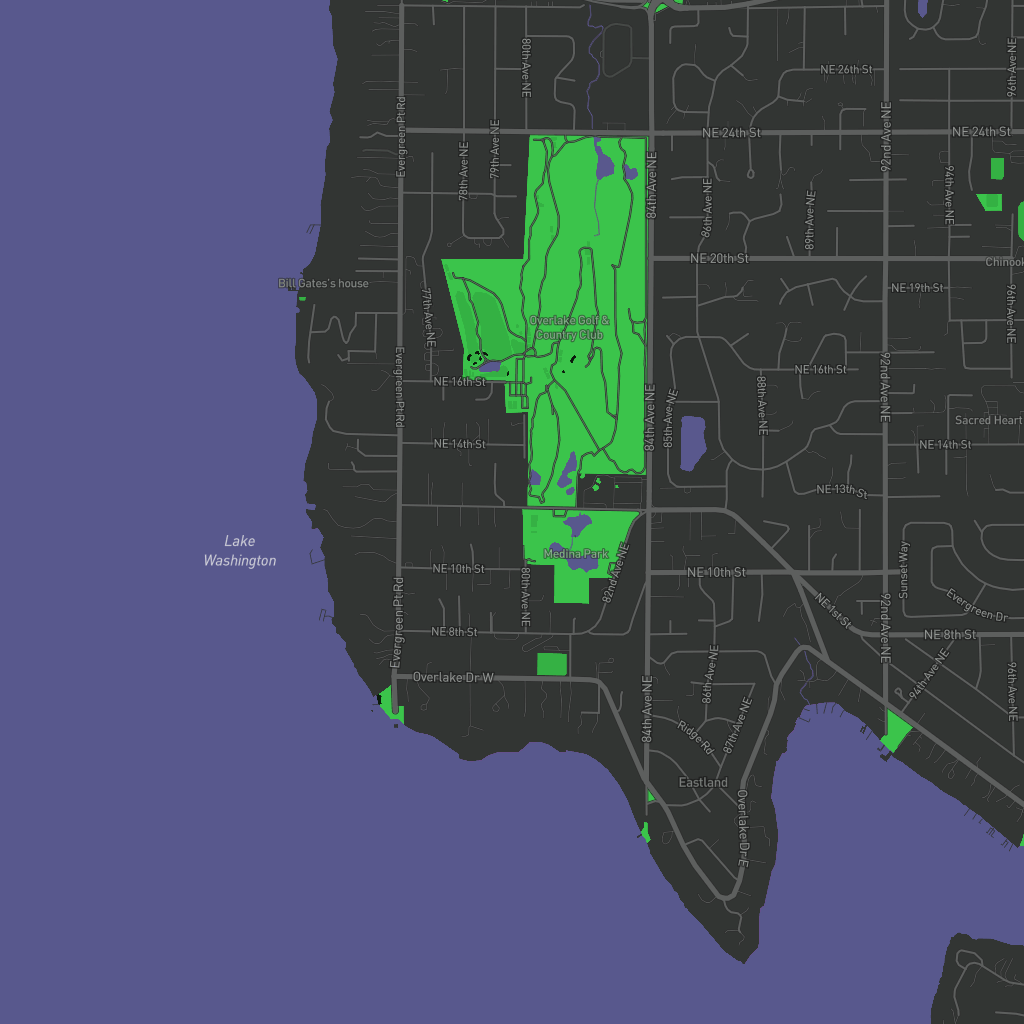 80th Ave NE
NE 26th St
96th Ave NE
Evergreen Pt Rd
79th Ave NE
78th Ave NE
NE 24th St
92nd Ave NE
NE 24th St
84th Ave NE
86th Ave NE
89th Ave NE
94th Ave NE
NE 20th St
Chinook
Bill Gates's house
77th Ave NE
NE 19th St
96th Ave NE
Overlake Golf &
Country Club
Evergreen Pt Rd
NE 16th St
NE 16th St
92nd Ave NE
84th Ave NE
85th Ave NE
88th Ave NE
Sacred Heart
NE 14th St
NE 14th St
NE 13th St
Lake
Washington
Medina Park
NE 10th St
80th Ave NE
82nd Ave NE
NE 10th St
Sunset Way
Evergreen Dr
Evergreen Pt Rd
NE 1st St
92nd Ave NE
NE 8th St
NE 8th St
Overlake Dr W
84th Ave NE
86th Ave NE
87th Ave NE
94th Ave NE
96th Ave NE
Ridge Rd
Eastland
Overlake Dr E